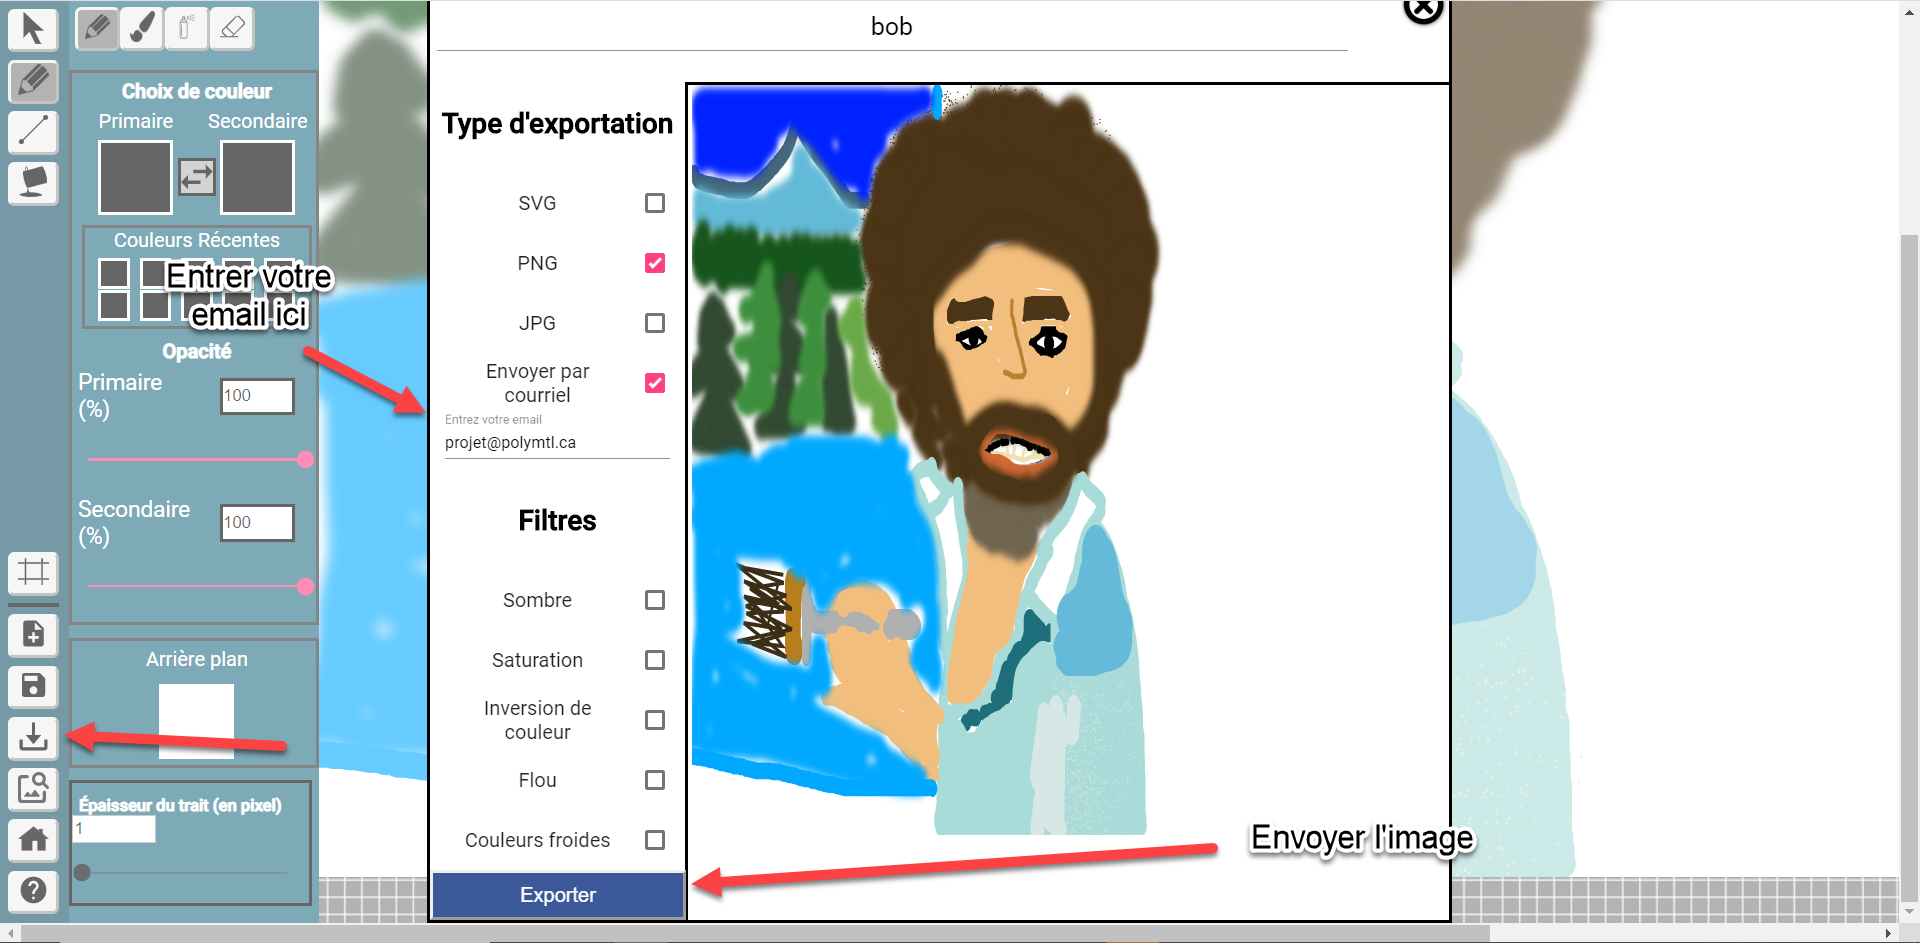 bob
Choix de couleur
Primaire Secondaire
Couleurs Récentes
Entrer votre
email ici
Opacité
Primaire
(%)
100
Secondaire
(%)
100
Arrière plan
Épaisseur du trait (en pixel)
1
Type d'exportation
SVG
PNG
JPG
Envoyer par
courriel
Entrez votre email
projet@polymtl.ca
Filtres
Sombre
Saturation
Inversion de
couleur
Flou
Couleurs froides
Exporter
Envoyer l'image